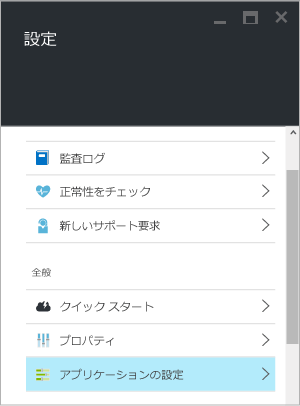 設定
監査ログ
正常性をチェック
新しいサポート要求
全般
クイック スタート
プロパティ
アプリケーションの設定